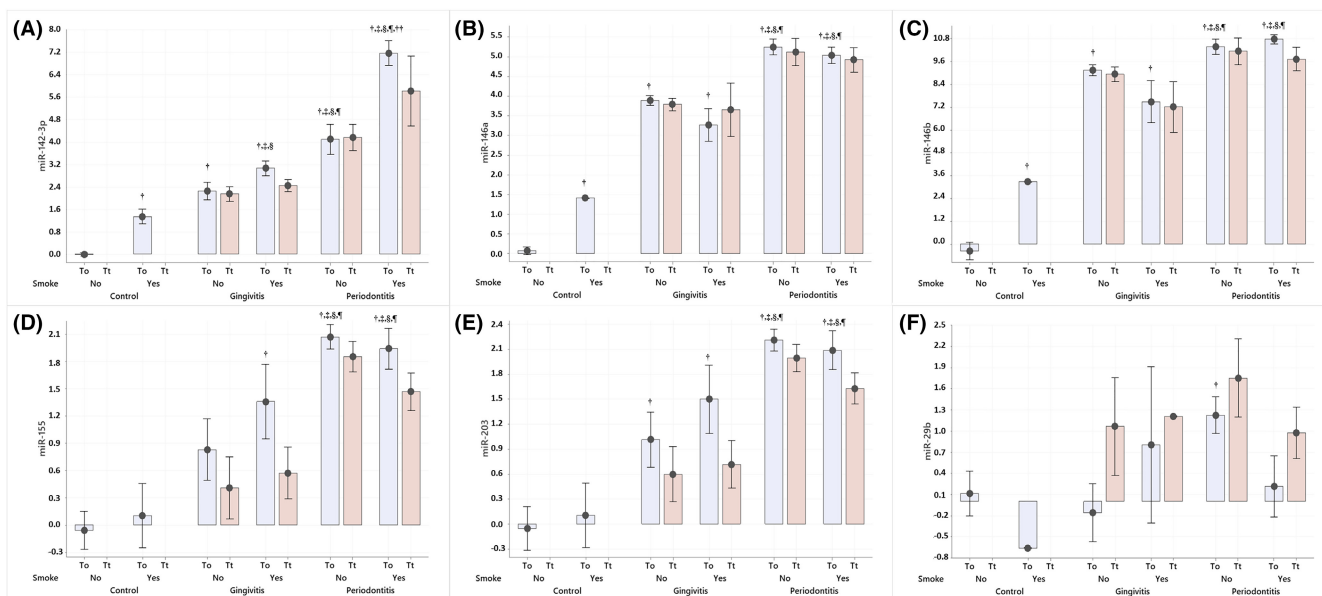 (A)
miR-142-3p
8.0
7.2
6.4
5.6
4.8
4.0
3.2
2.4
1.6
0.8
0.0
†
†
†,‡,§
†,‡,§,¶
†,‡,§,¶,††
To Tt To Tt To Tt To Tt To Tt To Tt
Smoke No Yes No Yes No Yes
Control Gingivitis Periodontitis
(B)
miR-146a
5.5
5.0
4.5
4.0
3.5
3.0
2.5
2.0
1.5
1.0
0.5
0.0
†
†
†
†,‡,§,¶
†,‡,§,¶
To Tt To Tt To Tt To Tt To Tt To Tt
Smoke No Yes No Yes No Yes
Control Gingivitis Periodontitis
(C)
miR-146b
10.8
9.6
8.4
7.2
6.0
4.8
3.6
2.4
1.2
0.0
†
†
†
†,‡,§,¶
†,‡,§,¶
To Tt To Tt To Tt To Tt To Tt To Tt
Smoke No Yes No Yes No Yes
Control Gingivitis Periodontitis
(D)
miR-155
2.1
1.8
1.5
1.2
0.9
0.6
0.3
0.0
-0.3
†
†,‡,§,¶
†,‡,§,¶
To Tt To Tt To Tt To Tt To Tt To Tt
Smoke No Yes No Yes No Yes
Control Gingivitis Periodontitis
(E)
miR-203
2.4
2.1
1.8
1.5
1.2
0.9
0.6
0.3
0.0
-0.3
†
†
†,‡,§,¶
†,‡,§,¶
To Tt To Tt To Tt To Tt To Tt To Tt
Smoke No Yes No Yes No Yes
Control Gingivitis Periodontitis
(F)
miR-29b
2.5
2.2
1.9
1.6
1.3
1.0
0.7
0.4
0.1
-0.2
-0.5
-0.8
†
To Tt To Tt To Tt To Tt To Tt To Tt
Smoke No Yes No Yes No Yes
Control Gingivitis Periodontitis